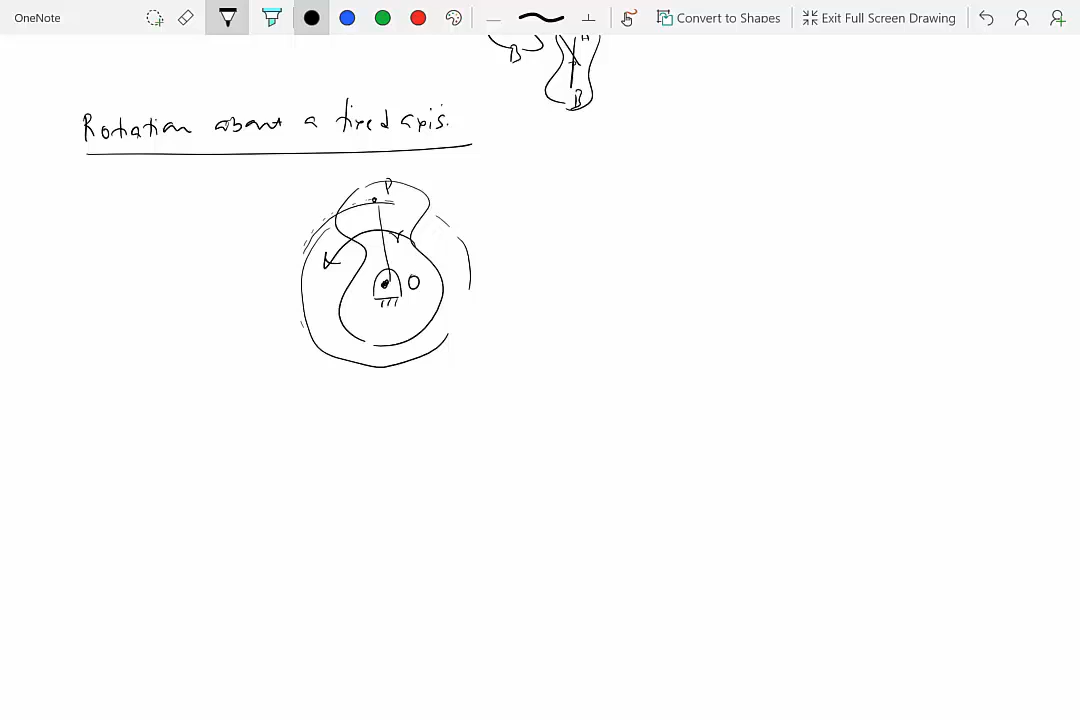 OneNote
Convert to Shapes
Exit Full Screen Drawing
A
B
B
Rotation about a fixed axis.
P
r
O